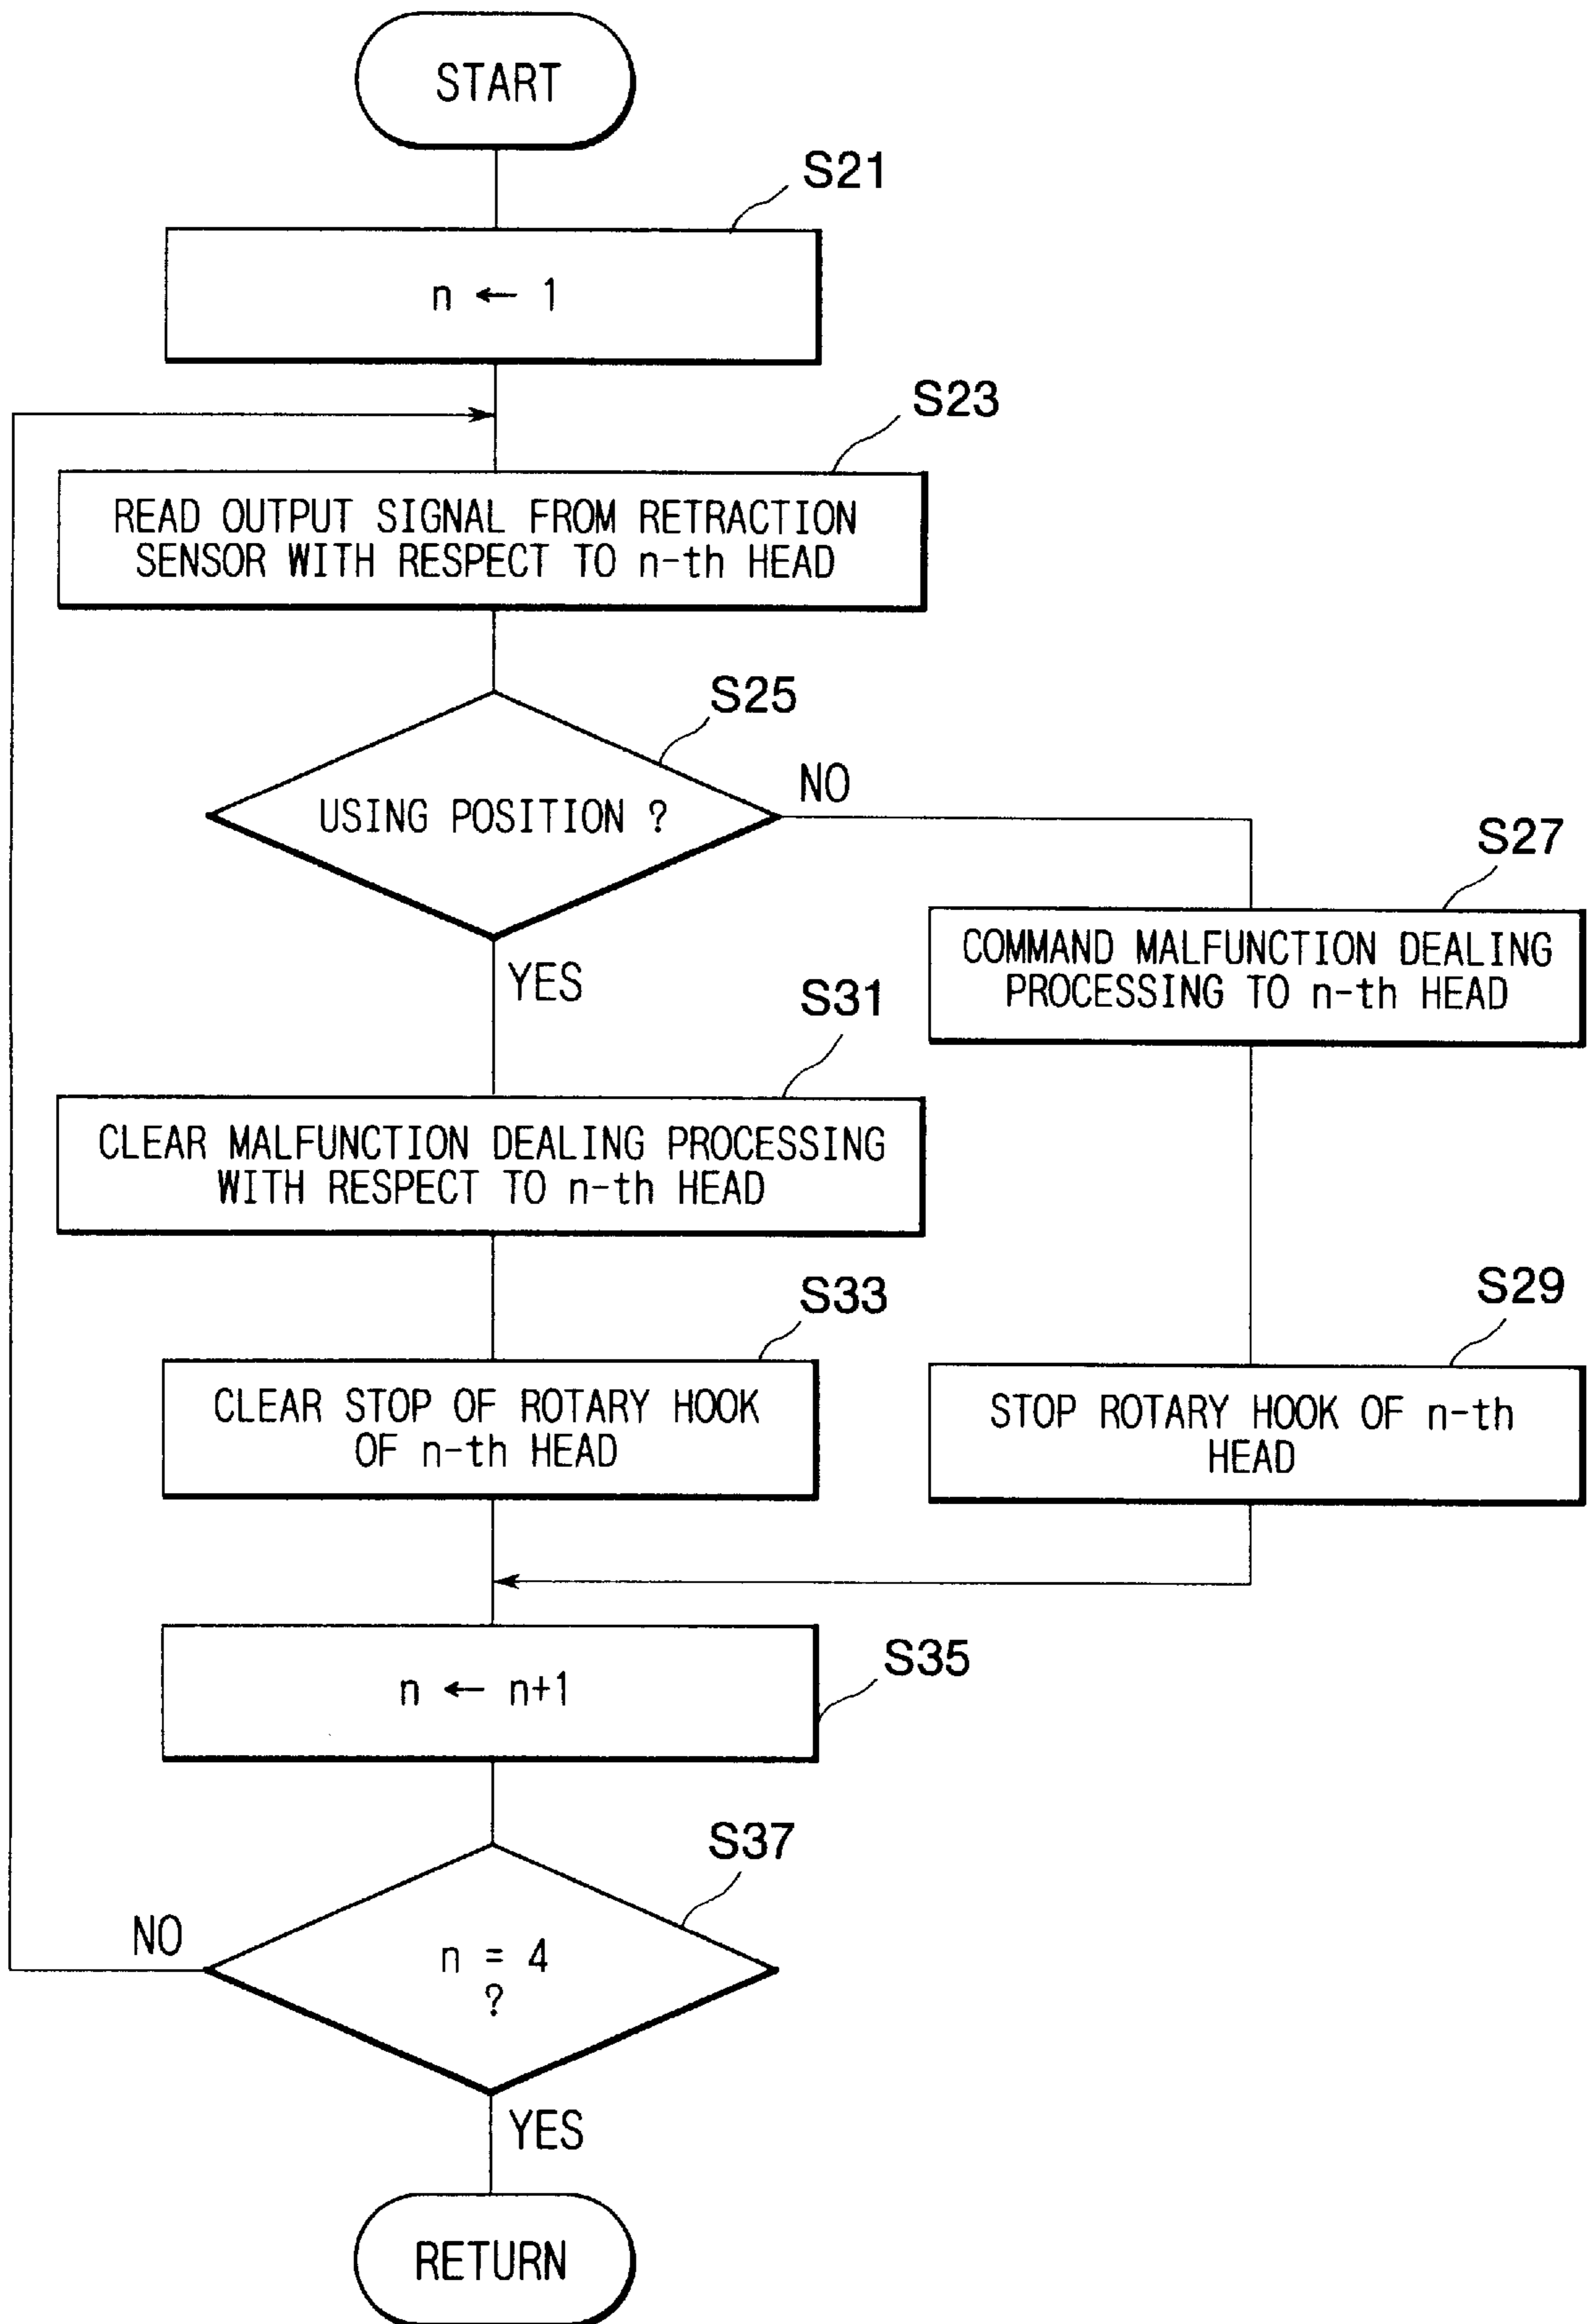 START
S21
n ← 1
S23
READ OUTPUT SIGNAL FROM RETRACTION
SENSOR WITH RESPECT TO n-th HEAD
S25
USING POSITION ?
NO
YES
S27
COMMAND MALFUNCTION DEALING
PROCESSING TO n-th HEAD
S31
CLEAR MALFUNCTION DEALING PROCESSING
WITH RESPECT TO n-th HEAD
S33
CLEAR STOP OF ROTARY HOOK
OF n-th HEAD
S29
STOP ROTARY HOOK OF n-th
HEAD
S35
n ← n+1
S37
n = 4
?
NO
YES
RETURN